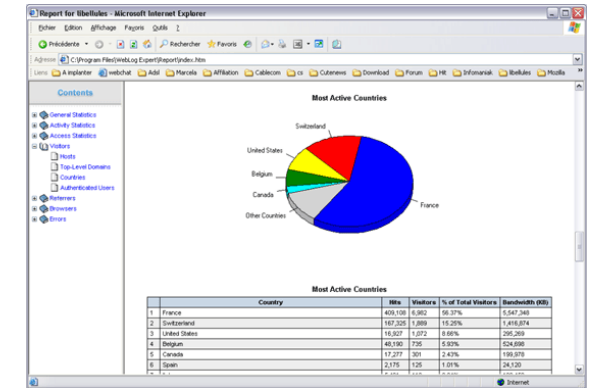 Report for libellules - Microsoft Internet Explorer
Fichier Edition Affichage Favoris Outils ?
Précédente Rechercher Favoris
Adresse C:\Program Files\WebLog Expert\Report\index.htm
Liens A implanter webchat Adsl Marcela Affiliation Cablecom cs Cutenews Download Forum Hit Infomaniak libellules Mozilla »
Contents
General Statistics
Activity Statistics
Access Statistics
Visitors
Hosts
Top-Level Domains
Countries
Authenticated Users
Referrers
Browsers
Errors
Most Active Countries
Switzerland
United States
Belgium
Canada
Other Countries
France
Most Active Countries
Country Hits Visitors % of Total Visitors Bandwidth (KB)
1 France 409,108 6,982 56.37% 5,547,348
2 Switzerland 167,325 1,889 15.25% 1,416,874
3 United States 16,927 1,072 8.66% 295,269
4 Belgium 48,190 735 5.93% 524,698
5 Canada 17,277 301 2.43% 199,978
6 Spain 2,175 125 1.01% 24,120
Internet